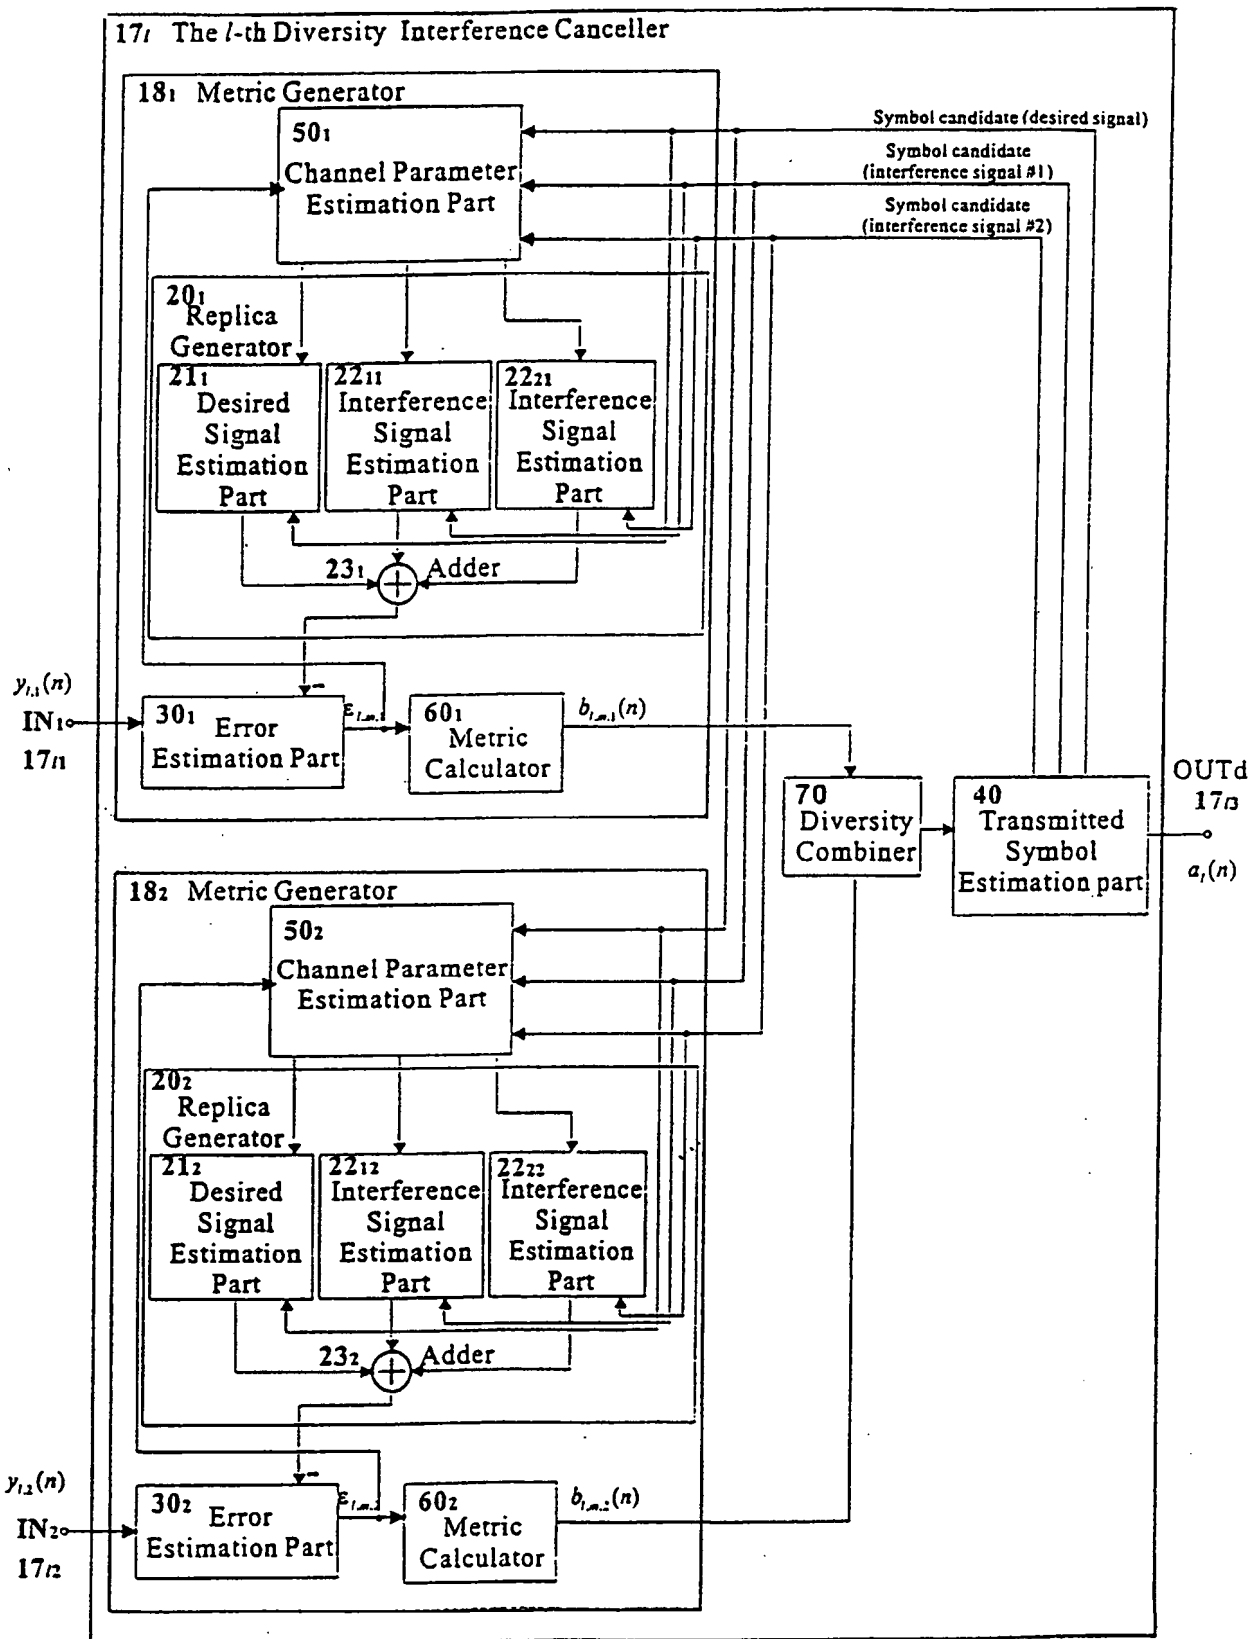 17l The l-th Diversity Interference Canceller
18₁ Metric Generator
50₁
Channel Parameter
Estimation Part
Symbol candidate (desired signal)
Symbol candidate
(interference signal #1)
Symbol candidate
(interference signal #2)
20₁
Replica
Generator
21₁
Desired
Signal
Estimation
Part
22₁₁
Interference
Signal
Estimation
Part
22₂₁
Interference
Signal
Estimation
Part
23₁
Adder
y_{l,1}(n)
IN₁
17l1
−
30₁
Error
Estimation Part
ε_{l,m,1}
60₁
Metric
Calculator
b_{l,m,1}(n)
70
Diversity
Combiner
40
Transmitted
Symbol
Estimation part
OUTd
17l3
a_l(n)
18₂ Metric Generator
50₂
Channel Parameter
Estimation Part
20₂
Replica
Generator
21₂
Desired
Signal
Estimation
Part
22₁₂
Interference
Signal
Estimation
Part
22₂₂
Interference
Signal
Estimation
Part
23₂
Adder
y_{l,2}(n)
IN₂
17l2
−
30₂
Error
Estimation Part
ε_{l,m,2}
60₂
Metric
Calculator
b_{l,m,2}(n)